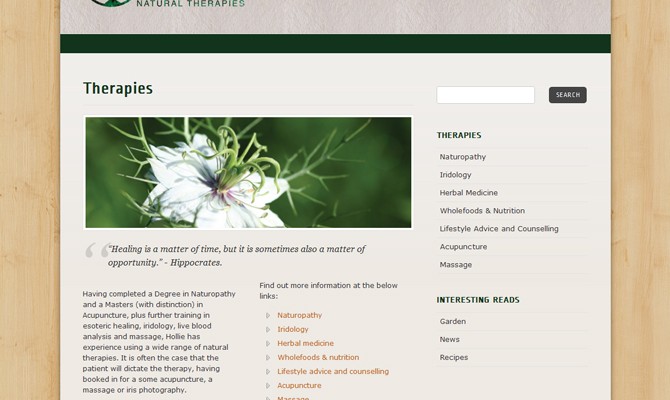 NATURAL THERAPIES
Therapies
"Healing is a matter of time, but it is sometimes also a matter of
opportunity." - Hippocrates.
Having completed a Degree in Naturopathy
and a Masters (with distinction) in
Acupuncture, plus further training in
esoteric healing, iridology, live blood
analysis and massage, Hollie has
experience using a wide range of natural
therapies. It is often the case that the
patient will dictate the therapy, having
booked in for a some acupuncture, a
massage or iris photography.
Find out more information at the below
links:
Naturopathy
Iridology
Herbal medicine
Wholefoods & nutrition
Lifestyle advice and counselling
Acupuncture
Massage
SEARCH
THERAPIES
Naturopathy
Iridology
Herbal Medicine
Wholefoods & Nutrition
Lifestyle Advice and Counselling
Acupuncture
Massage
INTERESTING READS
Garden
News
Recipes